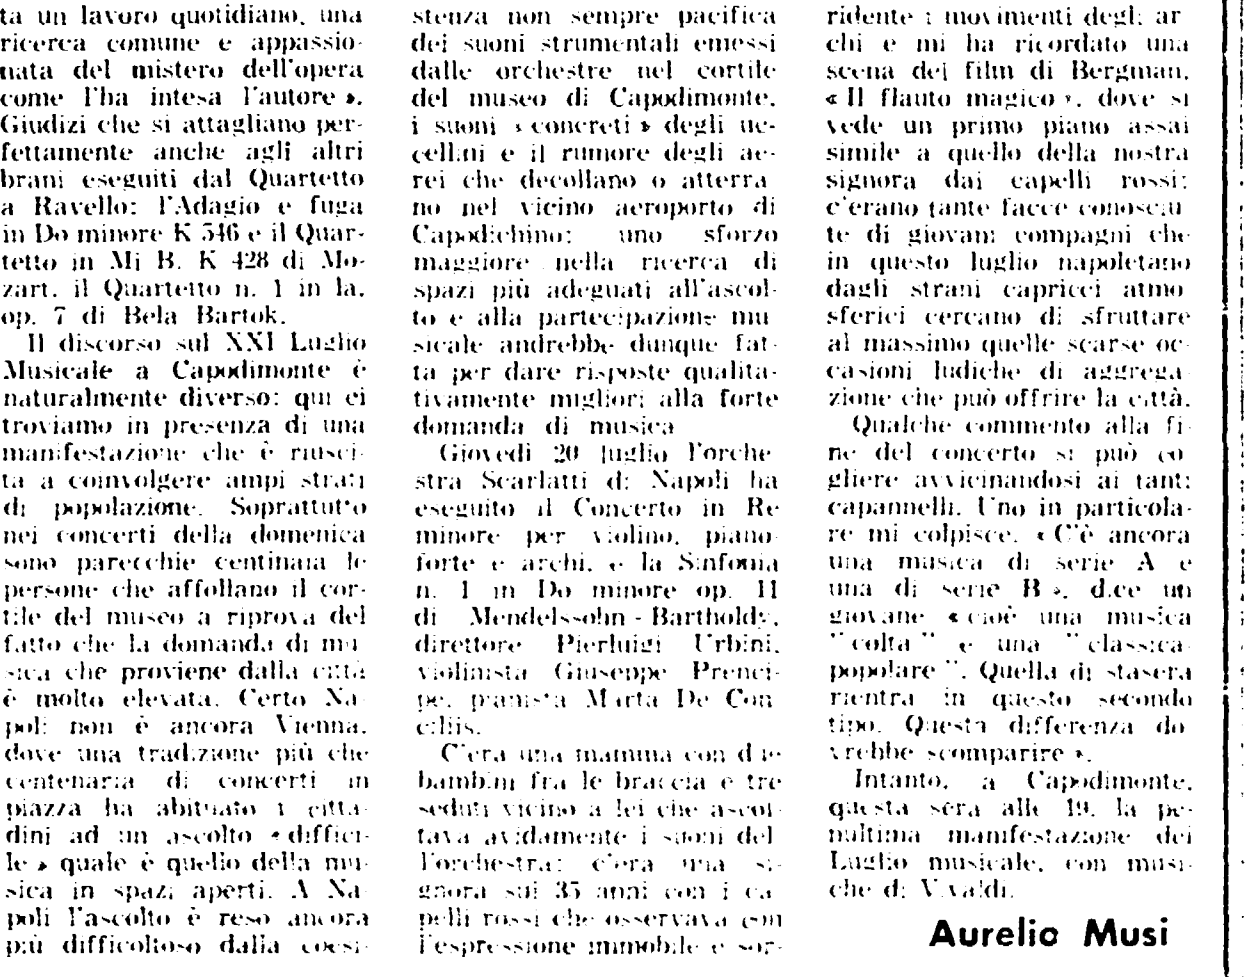 ta un lavoro quotidiano, una
ricerca comune e appassio-
nata del mistero dell'opera
come l'ha intesa l'autore ».
Giudizi che si attagliano per-
fettamente anche agli altri
brani eseguiti dal Quartetto
a Ravello: l'Adagio e fuga
in Do minore K 546 e il Quar-
tetto in Mi B. K 428 di Mo-
zart, il Quartetto n. 1 in la,
op. 7 di Bela Bartok.
Il discorso sul XXI Luglio
Musicale a Capodimonte è
naturalmente diverso: qui ci
troviamo in presenza di una
manifestazione che è riusci-
ta a coinvolgere ampi strati
di popolazione. Soprattutto
nei concerti della domenica
sono parecchie centinaia le
persone che affollano il cor-
tile del museo a riprova del
fatto che la domanda di mu-
sica che proviene dalla città
è molto elevata. Certo Na-
poli non è ancora Vienna,
dove una tradizione più che
centenaria di concerti in
piazza ha abituato i citta-
dini ad un ascolto « diffici-
le » quale è quello della mu-
sica in spazi aperti. A Na-
poli l'ascolto è reso ancora
più difficoltoso dalla coesi-
stenza non sempre pacifica
dei suoni strumentali emessi
dalle orchestre nel cortile
del museo di Capodimonte,
i suoni « concreti » degli uc-
cellini e il rumore degli ae-
rei che decollano o atterra-
no nel vicino aeroporto di
Capodichino: uno sforzo
maggiore nella ricerca di
spazi più adeguati all'ascol-
to e alla partecipazione mu-
sicale andrebbe dunque fat-
ta per dare risposte qualita-
tivamente migliori alla forte
domanda di musica
Giovedì 20 luglio l'orche-
stra Scarlatti di Napoli ha
eseguito il Concerto in Re
minore per violino, piano-
forte e archi, e la Sinfonia
n. 1 in Do minore op. 11
di Mendelssohn - Bartholdy,
direttore Pierluigi Urbini,
violinista Giuseppe Prenci-
pe, pianista Marta De Con-
ciliis.
C'era una mamma con due
bambini fra le braccia e tre
seduti vicino a lei che ascol-
tava avidamente i suoni del-
l'orchestra; c'era una si-
gnora sui 35 anni con i ca-
pelli rossi che osservava con
l'espressione immobile e sor-
ridente i movimenti degli ar-
chi e mi ha ricordato una
scena del film di Bergman,
« Il flauto magico », dove si
vede un primo piano assai
simile a quello della nostra
signora dai capelli rossi;
c'erano tante facce conosciu-
te di giovani compagni che
in questo luglio napoletano
dagli strani capricci atmo-
sferici cercano di sfruttare
al massimo quelle scarse oc-
casioni ludiche di aggrega-
zione che può offrire la città.
Qualche commento alla fi-
ne del concerto si può co-
gliere avvicinandosi ai tanti
capannelli. Uno in particola-
re mi colpisce. « C'è ancora
una musica di serie A e
una di serie B », dice un
giovane « cioè una musica
"colta" e una "classica
popolare". Quella di stasera
rientra in questo secondo
tipo. Questa differenza do-
vrebbe scomparire ».
Intanto, a Capodimonte,
questa sera alle 19, la pe-
nultima manifestazione del
Luglio musicale, con musi-
che di Vivaldi.
Aurelio Musi